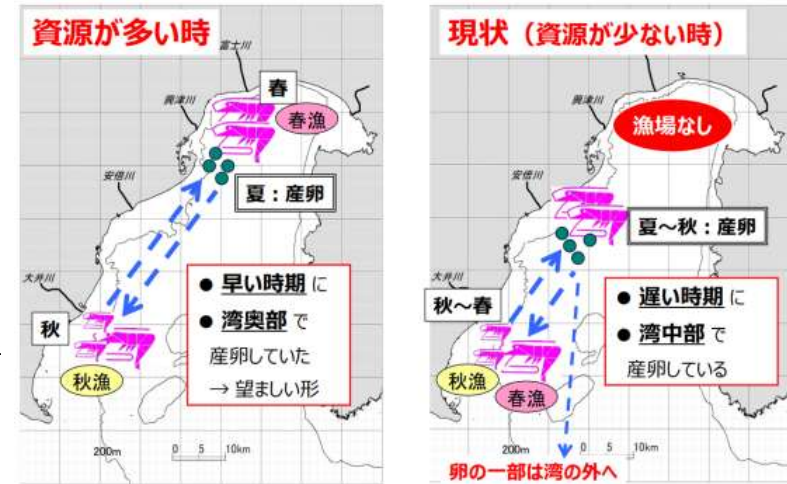 資源が多い時
富士川
春
興津川
春漁
安倍川
夏:産卵
大井川
● 早い時期 に
● 湾奥部 で
産卵していた
→ 望ましい形
秋
秋漁
200m
0 5 10km
現状(資源が少ない時)
興津川
漁場なし
安倍川
夏~秋:産卵
大井川
秋~春
● 遅い時期 に
● 湾中部 で
産卵している
秋漁
春漁
200m
0 5 10km
卵の一部は湾の外へ